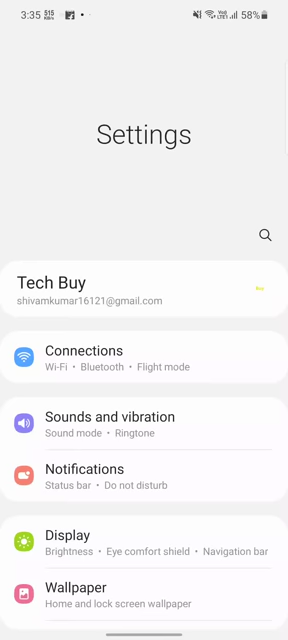 3:35 515 KB/s 58%
Settings
Tech Buy
shivamkumar16121@gmail.com
Connections
Wi-Fi • Bluetooth • Flight mode
Sounds and vibration
Sound mode • Ringtone
Notifications
Status bar • Do not disturb
Display
Brightness • Eye comfort shield • Navigation bar
Wallpaper
Home and lock screen wallpaper